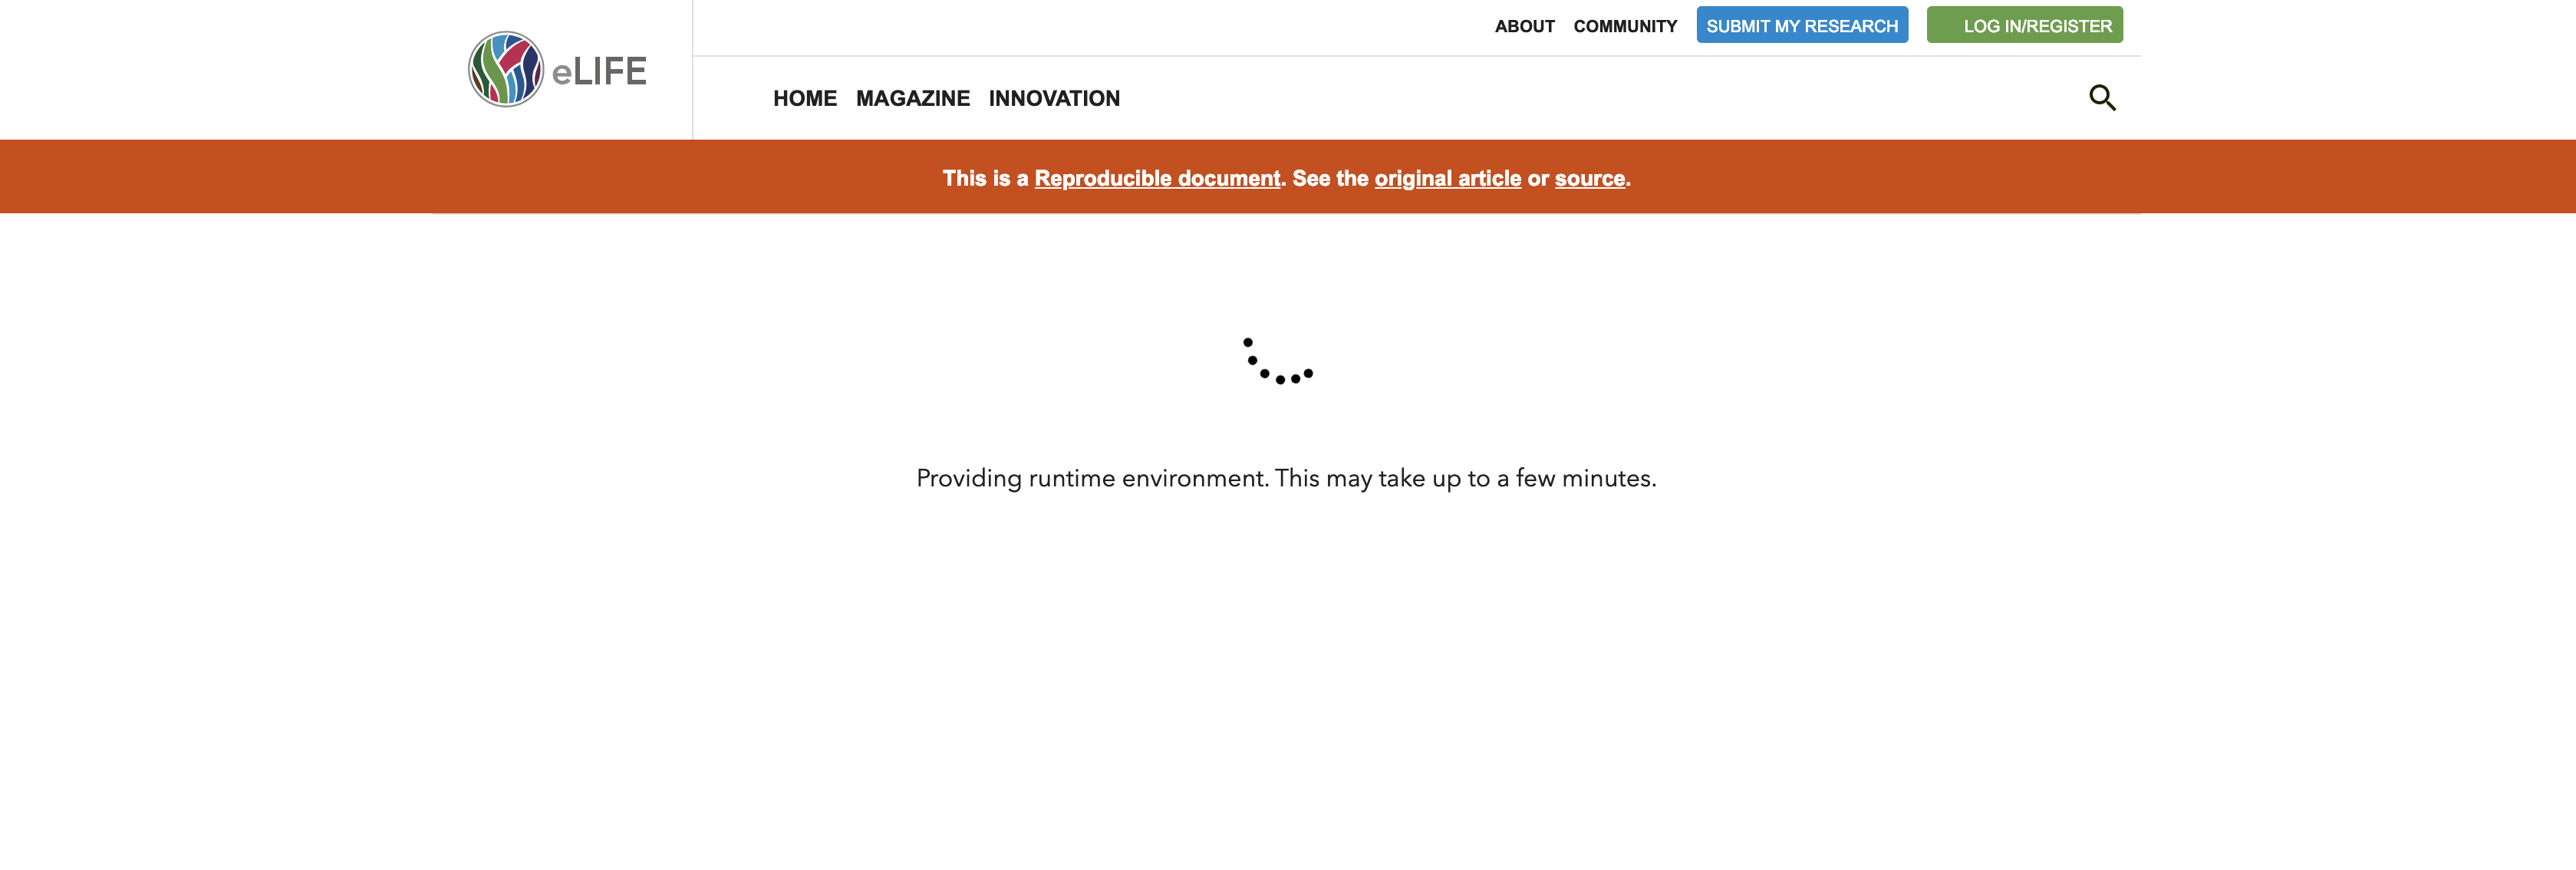 eLIFE
ABOUT COMMUNITY SUBMIT MY RESEARCH LOG IN/REGISTER
HOME MAGAZINE INNOVATION
This is a Reproducible document. See the original article or source.
Providing runtime environment. This may take up to a few minutes.